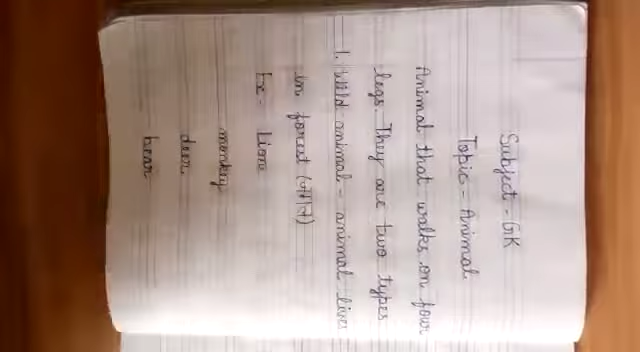 Subject - GK
Topic - Animal
Animal that walks on four
legs. They are two types
1. Wild animal - animal lives
in forest (जंगल)
Ex - Lion
monkey
deer
bear